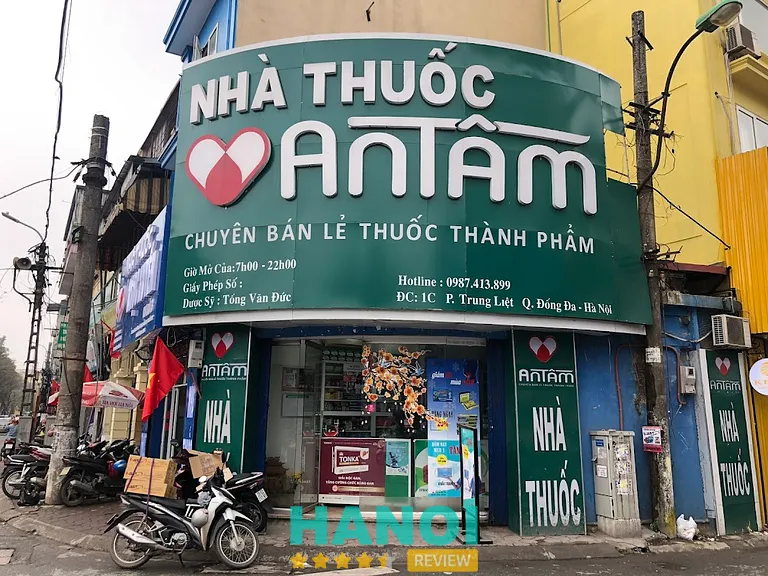 NHÀ THUỐC
ANTÂM
CHUYÊN BÁN LẺ THUỐC THÀNH PHẨM
Giờ Mở Của:7h00 - 22h00
Giấy Phép Số :
Dược Sỹ : Tống Văn Đức
Hotline : 0987.413.899
ĐC: 1C P. Trung Liệt Q. Đống Đa - Hà Nội
ANTÂM
NHÀ
THUỐC
ANTÂM
NHÀ
THUỐC
ANTÂM
NHÀ
TONKA
HANOI
REVIEW